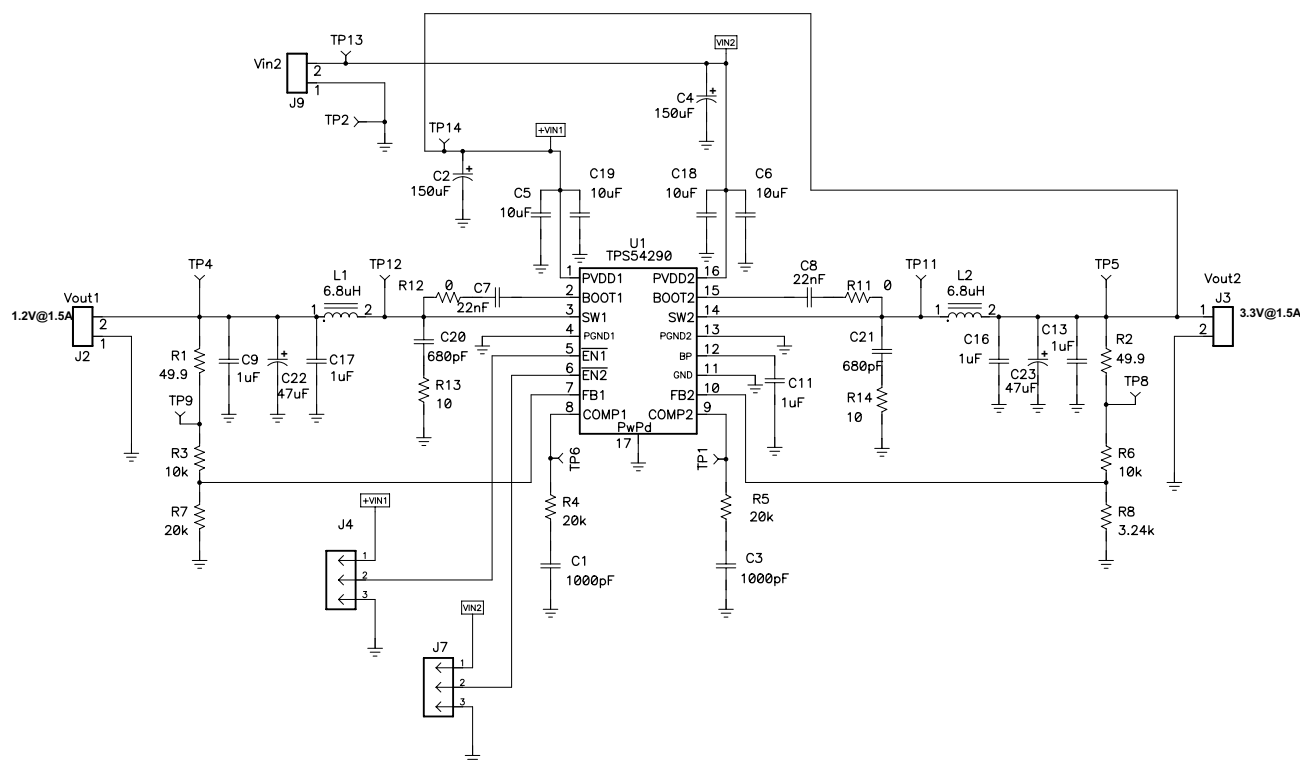 TP13
VIN2
Vin2
2
1
J9
TP2
C4
150uF
+
TP14
+VIN1
C2
150uF
+
C19
10uF
C5
10uF
C18
10uF
C6
10uF
U1
TPS54290
1 PVDD1
2 BOOT1
3 SW1
4 PGND1
5 EN1
6 EN2
7 FB1
8 COMP1
PVDD2 16
BOOT2 15
SW2 14
PGND2 13
BP 12
GND 11
FB2 10
COMP2 9
PwPd
17
TP4
L1
6.8uH
1
2
TP12
R12
0
C7
22nF
C8
22nF
R11
0
TP11
L2
6.8uH
1
2
TP5
Vout2
J3
1
2
3.3V@1.5A
Vout1
1.2V@1.5A
2
1
J2
R1
49.9
C9
1uF
+
C22
47uF
C17
1uF
C20
680pF
R13
10
C11
1uF
C21
680pF
R14
10
C16
1uF
C23
47uF
+
C13
1uF
R2
49.9
TP8
TP9
R3
10k
R7
20k
TP6
R4
20k
C1
1000pF
TP1
R5
20k
C3
1000pF
R6
10k
R8
3.24k
+VIN1
J4
1
2
3
VIN2
J7
1
2
3